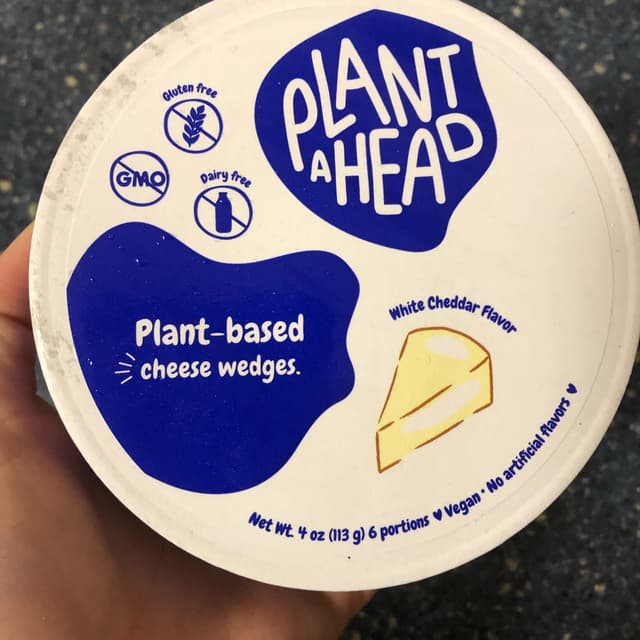 PLANT
AHEAD
Gluten free
GMO
Dairy free
Plant-based
cheese wedges.
White Cheddar Flavor
Net Wt. 4 oz (113 g) 6 portions ♥ Vegan • No artificial flavors ♥